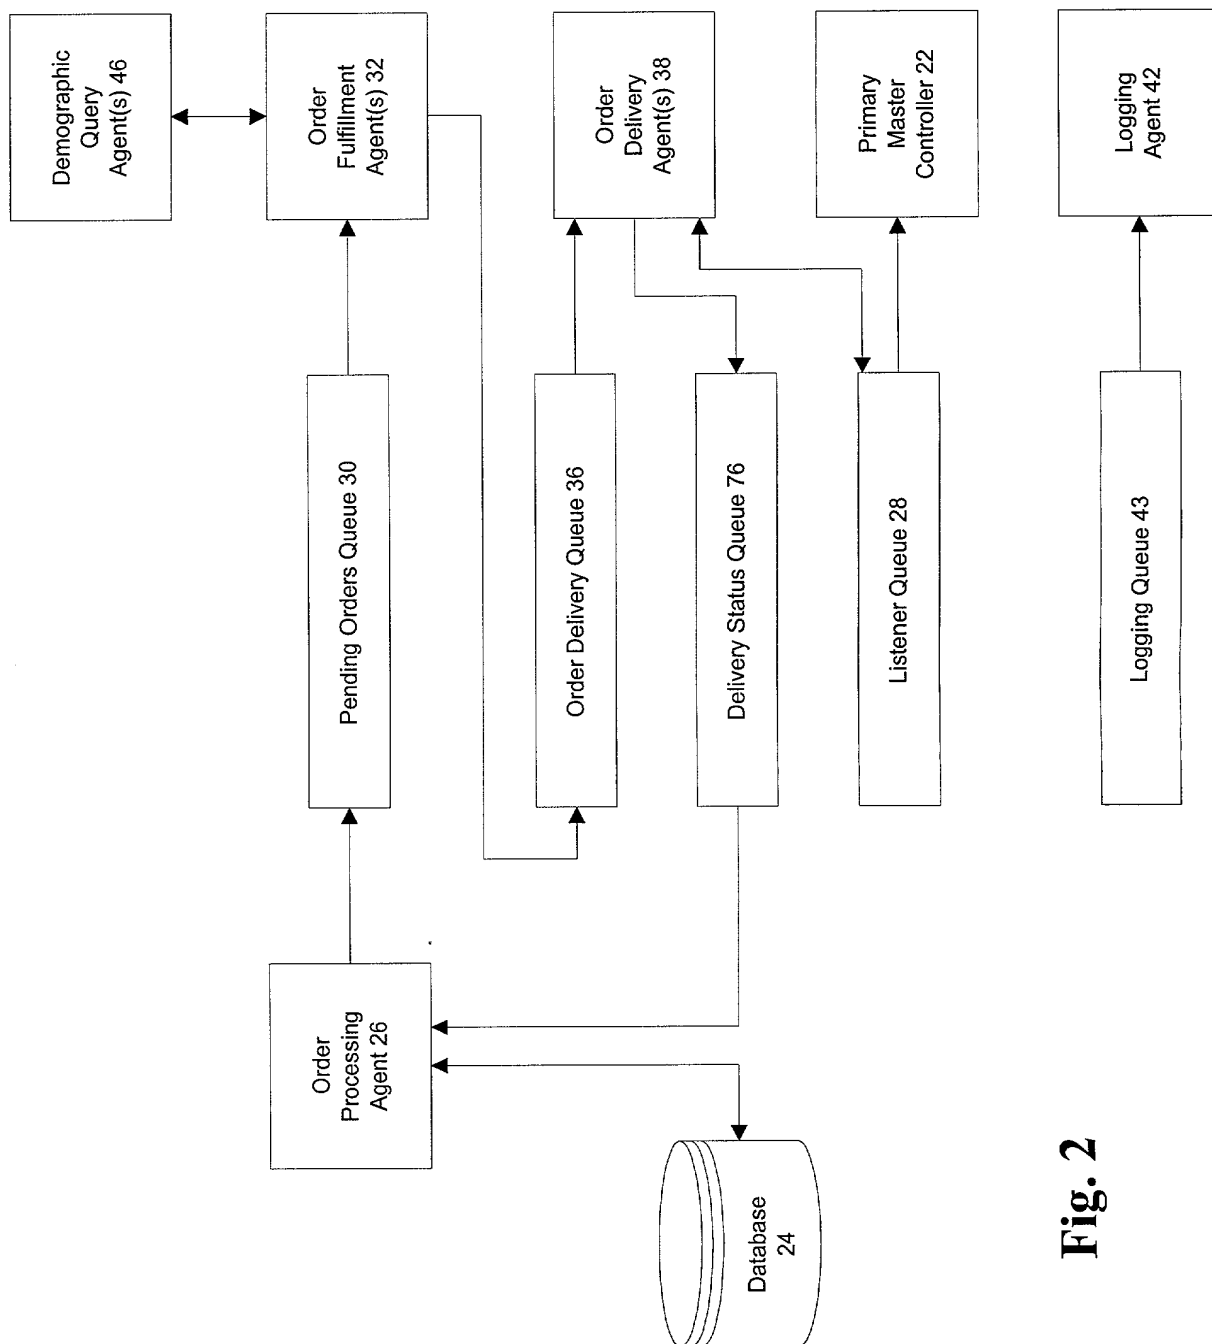 Demographic
Query
Agent(s) 46
Order
Fulfillment
Agent(s) 32
Order
Delivery
Agent(s) 38
Primary
Master
Controller 22
Logging
Agent 42
Pending Orders Queue 30
Order Delivery Queue 36
Delivery Status Queue 76
Listener Queue 28
Logging Queue 43
Order
Processing
Agent 26
Database
24
Fig. 2